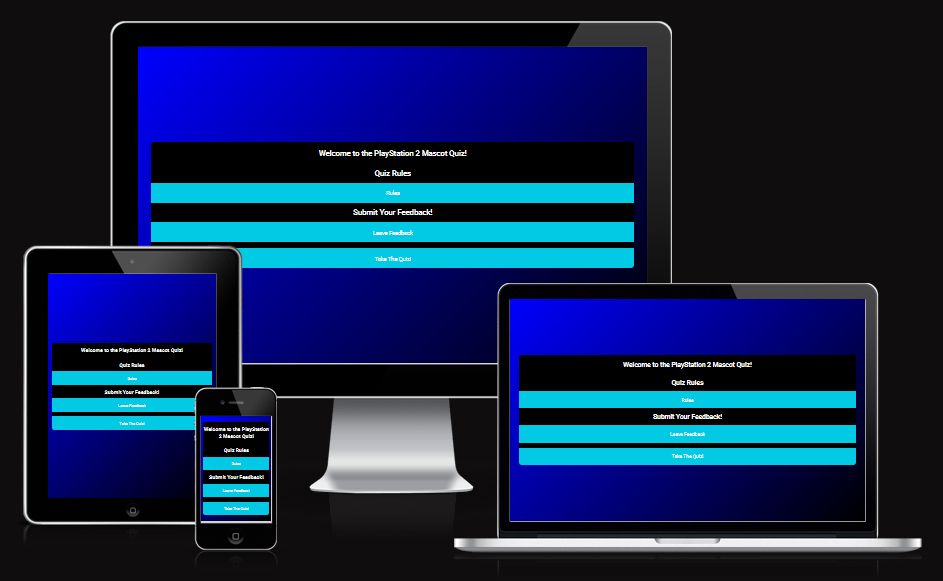 Welcome to the PlayStation 2 Mascot Quiz!
Quiz Rules
Rules
Submit Your Feedback!
Leave Feedback
Take The Quiz!
Welcome to the PlayStation 2 Mascot Quiz!
Quiz Rules
Rules
Submit Your Feedback!
Leave Feedback
Take The Quiz!
Welcome to the PlayStation
2 Mascot Quiz!
Quiz Rules
Rules
Submit Your Feedback!
Leave Feedback
Take The Quiz!
Welcome to the PlayStation 2 Mascot Quiz!
Quiz Rules
Rules
Submit Your Feedback!
Leave Feedback
Take The Quiz!